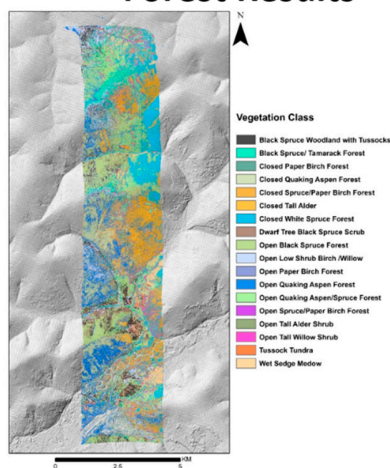 Forest Results
N
Vegetation Class
Black Spruce Woodland with Tussocks
Black Spruce/ Tamarack Forest
Closed Paper Birch Forest
Closed Quaking Aspen Forest
Closed Spruce/Paper Birch Forest
Closed Tall Alder
Closed White Spruce Forest
Dwarf Tree Black Spruce Scrub
Open Black Spruce Forest
Open Low Shrub Birch /Willow
Open Paper Birch Forest
Open Quaking Aspen Forest
Open Quaking Aspen/Spruce Forest
Open Spruce/Paper Birch Forest
Open Tall Alder Shrub
Open Tall Willow Shrub
Tussock Tundra
Wet Sedge Medow
KM
0 2.5 5